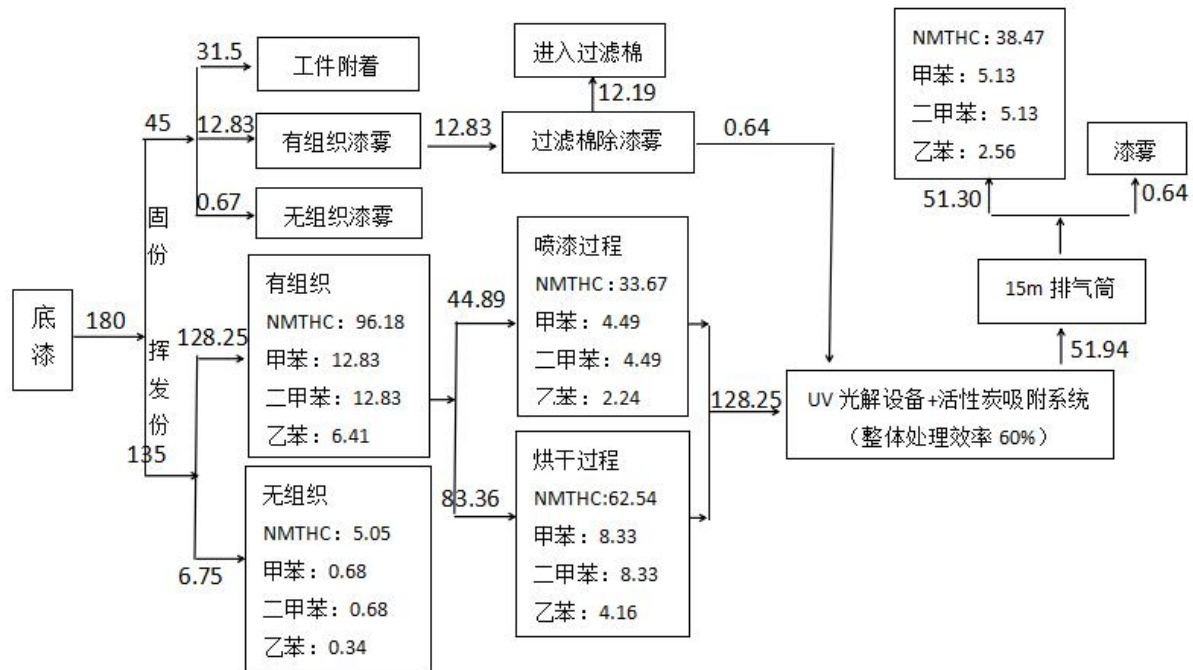 底漆
180
固份
挥发份
45
135
31.5
工件附着
12.83
有组织漆雾
0.67
无组织漆雾
12.83
过滤棉除漆雾
12.19
进入过滤棉
0.64
128.25
有组织
NMTHC：96.18
甲苯：12.83
二甲苯：12.83
乙苯：6.41
6.75
无组织
NMTHC：5.05
甲苯：0.68
二甲苯：0.68
乙苯：0.34
44.89
喷漆过程
NMTHC：33.67
甲苯：4.49
二甲苯：4.49
乙苯：2.24
83.36
烘干过程
NMTHC:62.54
甲苯：8.33
二甲苯：8.33
乙苯：4.16
128.25
UV 光解设备+活性炭吸附系统
（整体处理效率 60%）
51.94
15m 排气筒
51.30
NMTHC：38.47
甲苯：5.13
二甲苯：5.13
乙苯：2.56
0.64
漆雾